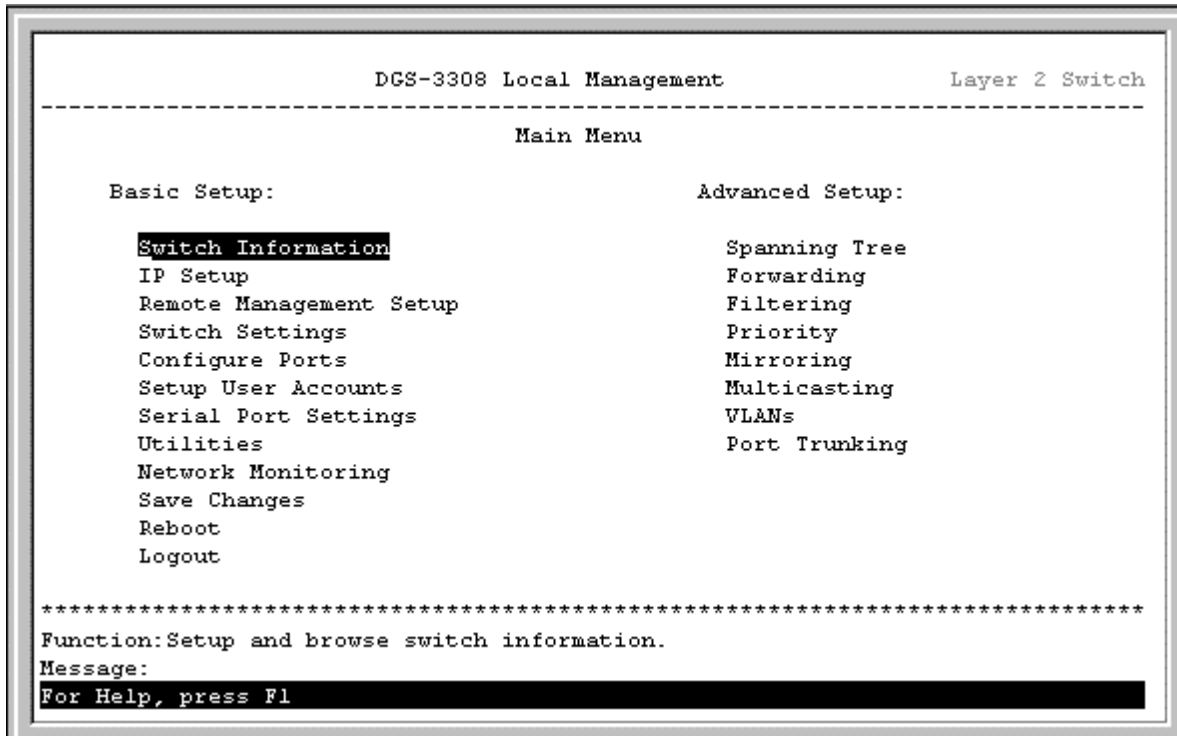 DGS-3308 Local Management Layer 2 Switch
--------------------------------------------------------------------------------
Main Menu
Basic Setup: Advanced Setup:
Switch Information Spanning Tree
IP Setup Forwarding
Remote Management Setup Filtering
Switch Settings Priority
Configure Ports Mirroring
Setup User Accounts Multicasting
Serial Port Settings VLANs
Utilities Port Trunking
Network Monitoring
Save Changes
Reboot
Logout
*******************************************************************************
Function:Setup and browse switch information.
Message:
For Help, press F1